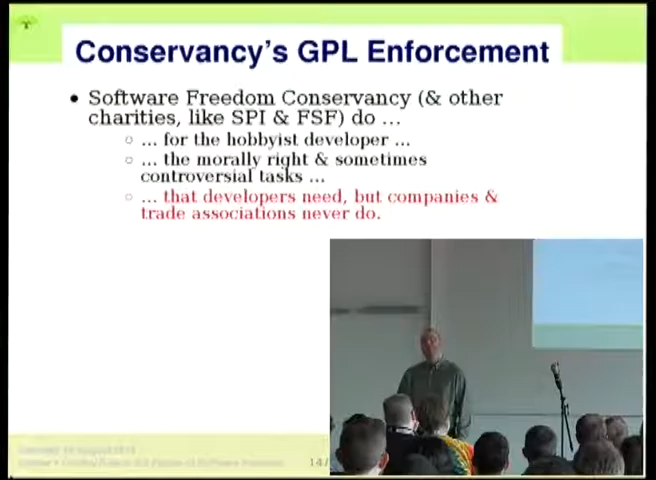 Conservancy's GPL Enforcement
• Software Freedom Conservancy (& other
charities, like SPI & FSF) do ...
○ ... for the hobbyist developer ...
○ ... the morally right & sometimes
controversial tasks ...
○ ... that developers need, but companies &
trade associations never do.
14/